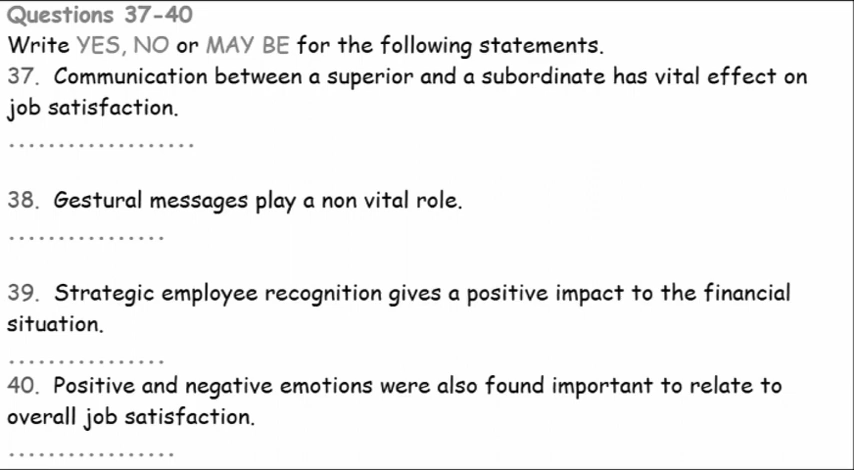 Questions 37-40
Write YES, NO or MAY BE for the following statements.
37. Communication between a superior and a subordinate has vital effect on
job satisfaction.
...................
38. Gestural messages play a non vital role.
................
39. Strategic employee recognition gives a positive impact to the financial
situation.
................
40. Positive and negative emotions were also found important to relate to
overall job satisfaction.
.................